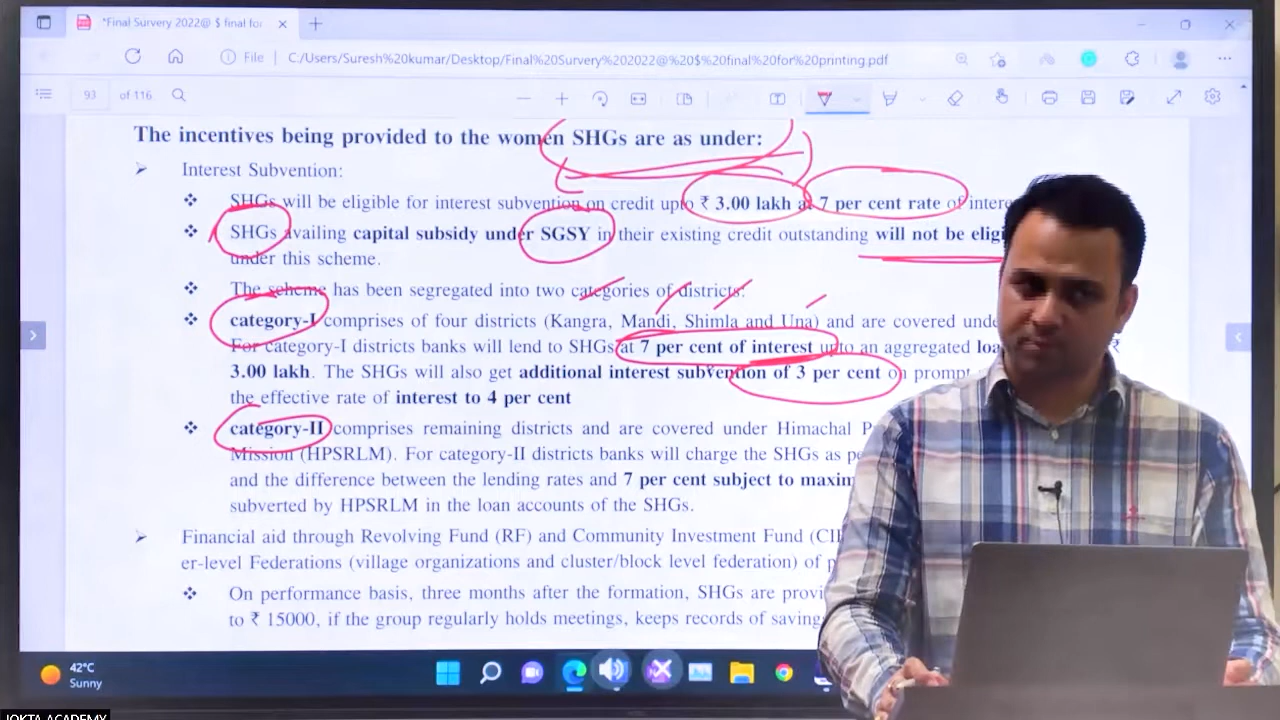 *Final Survery 2022@ $ final for
File
C:/Users/Suresh%20kumar/Desktop/Final%20Survery%202022@%20$%20final%20for%20printing.pdf
93 of 116
The incentives being provided to the women SHGs are as under:
Interest Subvention:
SHGs will be eligible for interest subvention on credit upto ₹ 3.00 lakh at 7 per cent rate of
SHGs availing capital subsidy under SGSY in their existing credit outstanding will not be
under this scheme.
The scheme has been segregated into two categories of districts:
category-I comprises of four districts (Kangra, Mandi, Shimla and Una) and are covered
For category-I districts banks will lend to SHGs at 7 per cent of interest upto an aggregated ₹
3.00 lakh. The SHGs will also get additional interest subvention of 3 per cent on prompt
the effective rate of interest to 4 per cent
category-II comprises remaining districts and are covered under Himachal
Mission (HPSRLM). For category-II districts banks will charge the SHGs as
and the difference between the lending rates and 7 per cent subject to
subverted by HPSRLM in the loan accounts of the SHGs.
Financial aid through Revolving Fund (RF) and Community Investment Fund
er-level Federations (village organizations and cluster/block level federation) of
On performance basis, three months after the formation, SHGs are
to ₹ 15000, if the group regularly holds meetings, keeps records of
42°C
Sunny
JOKTA ACADEMY